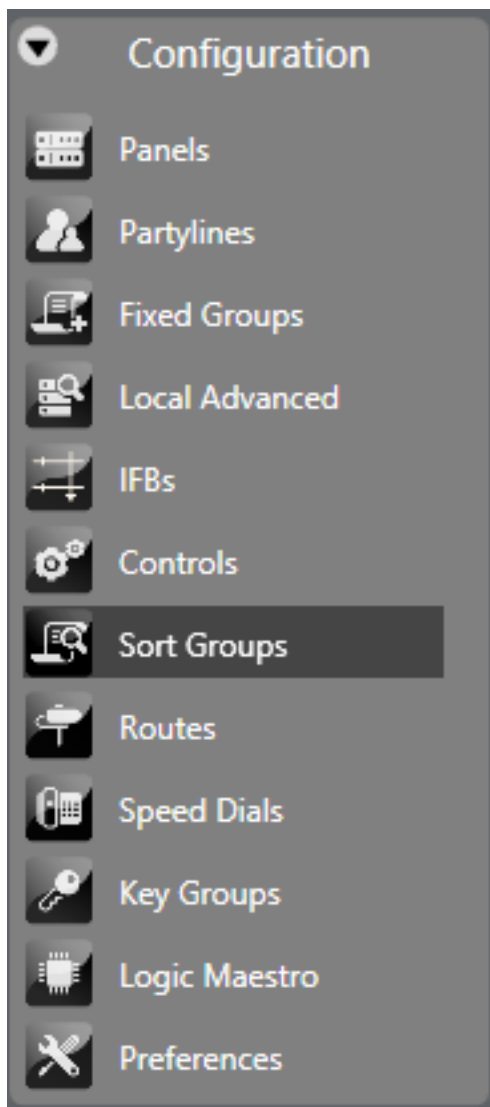 Configuration
Panels
Partylines
Fixed Groups
Local Advanced
IFBs
Controls
Sort Groups
Routes
Speed Dials
Key Groups
Logic Maestro
Preferences